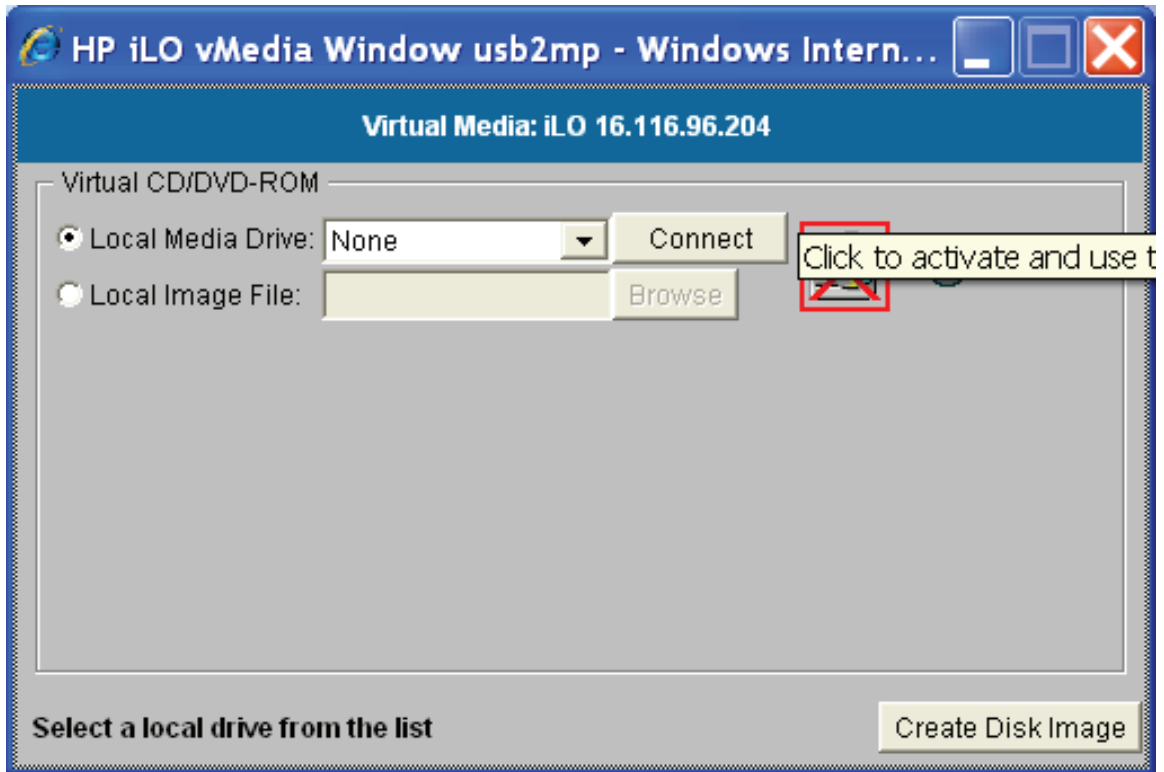 HP iLO vMedia Window usb2mp - Windows Intern...
Virtual Media: iLO 16.116.96.204
Virtual CD/DVD-ROM
Local Media Drive: None Connect
Click to activate and use t
Local Image File: Browse
Select a local drive from the list Create Disk Image